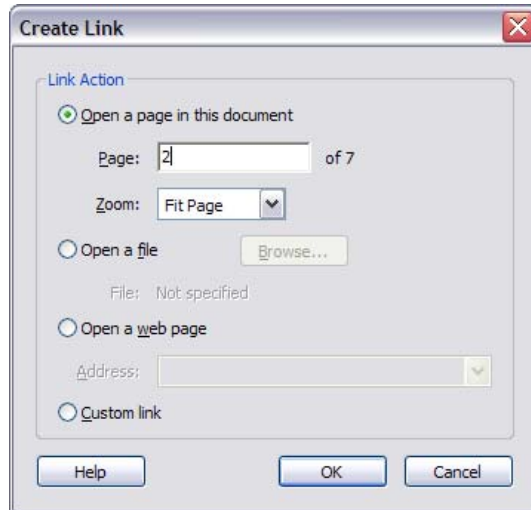 Create Link
Link Action
Open a page in this document
Page: 2 of 7
Zoom: Fit Page
Open a file Browse...
File: Not specified
Open a web page
Address:
Custom link
Help OK Cancel